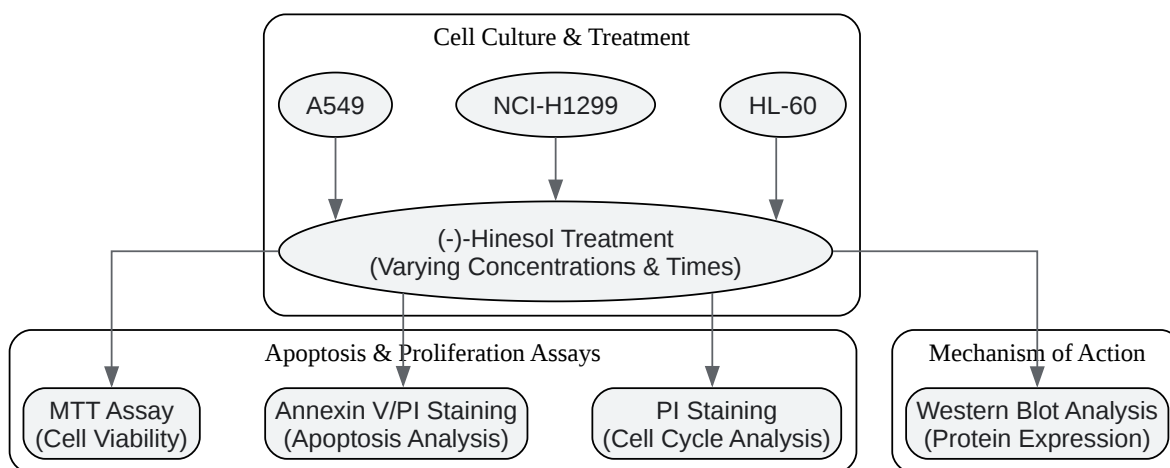 Cell Culture & Treatment
A549
NCI-H1299
HL-60
(-)-Hinesol Treatment
(Varying Concentrations & Times)
Apoptosis & Proliferation Assays
Mechanism of Action
MTT Assay
(Cell Viability)
Annexin V/PI Staining
(Apoptosis Analysis)
PI Staining
(Cell Cycle Analysis)
Western Blot Analysis
(Protein Expression)